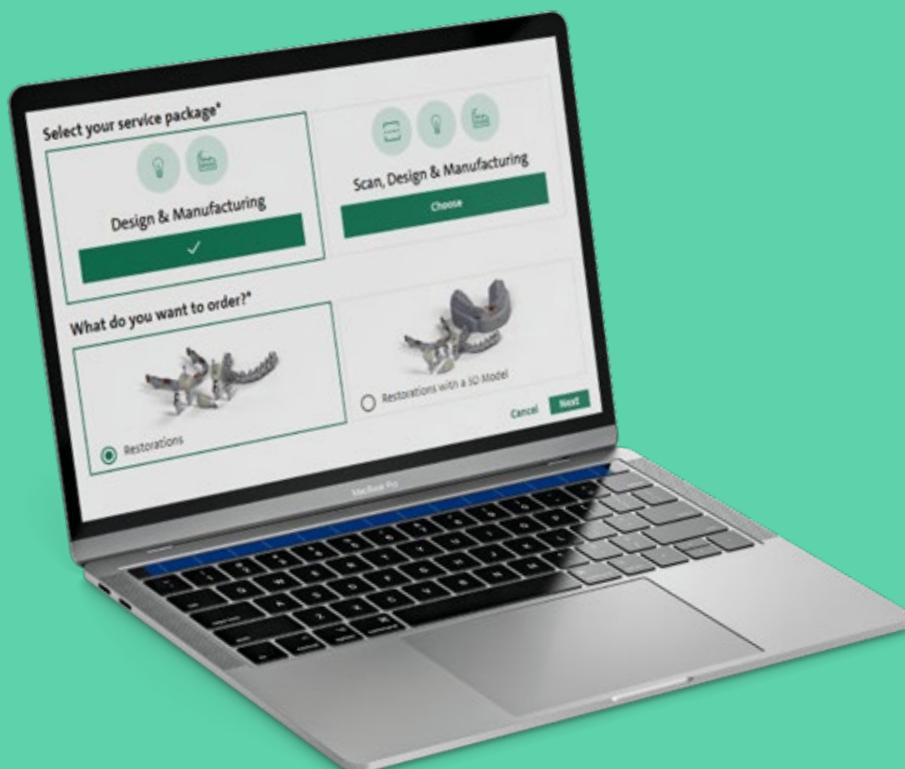 Select your service package*
Design & Manufacturing
Scan, Design & Manufacturing
Choose
What do you want to order?*
Restorations
Restorations with a 3D Model
Cancel
Next
MacBook Pro